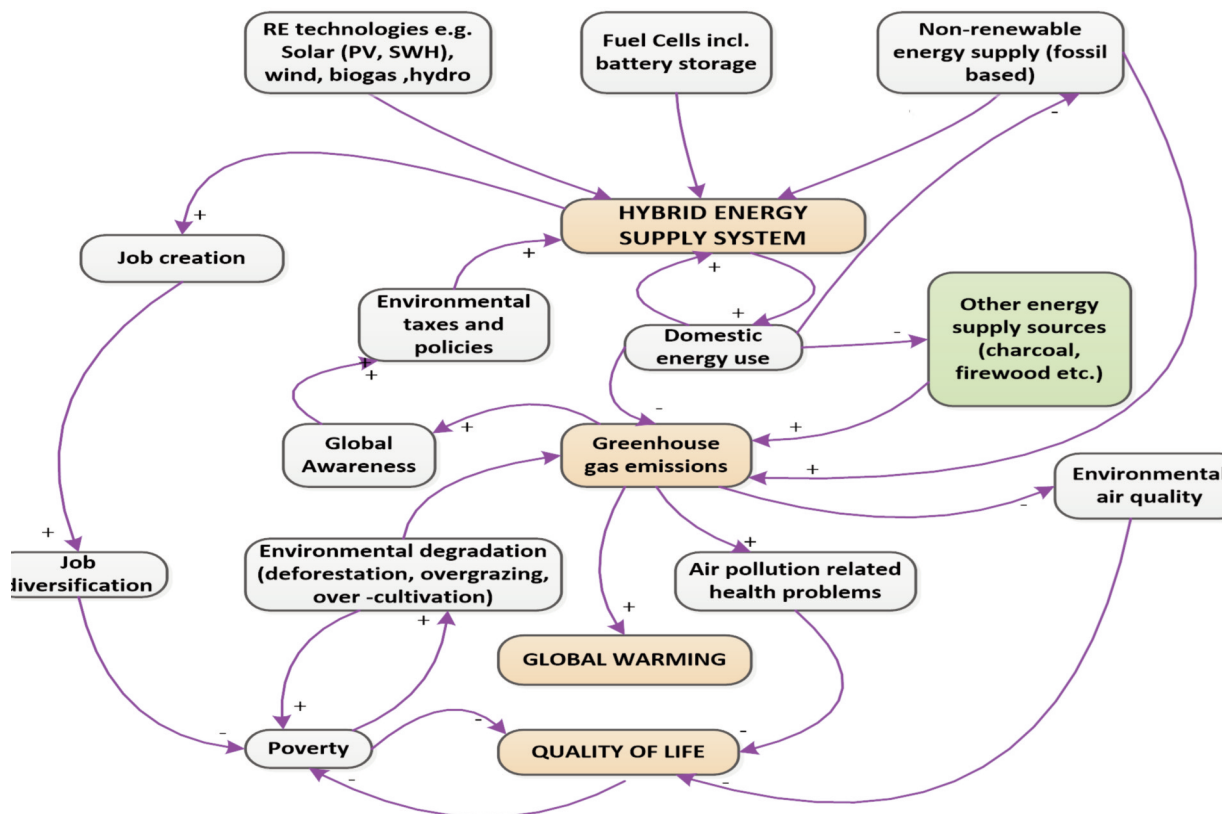 RE technologies e.g.
Solar (PV, SWH),
wind, biogas ,hydro
Fuel Cells incl.
battery storage
Non-renewable
energy supply (fossil
based)
-
+
HYBRID ENERGY
SUPPLY SYSTEM
Job creation
+
+
Environmental
taxes and
policies
+
Domestic
energy use
-
Other energy
supply sources
(charcoal,
firewood etc.)
+
+
-
+
Global
Awareness
+
Greenhouse
gas emissions
+
+
-
Environmental
air quality
+
Job
diversification
Environmental degradation
(deforestation, overgrazing,
over -cultivation)
+
+
Air pollution related
health problems
+
GLOBAL WARMING
+
-
Poverty
-
QUALITY OF LIFE
-
-
-